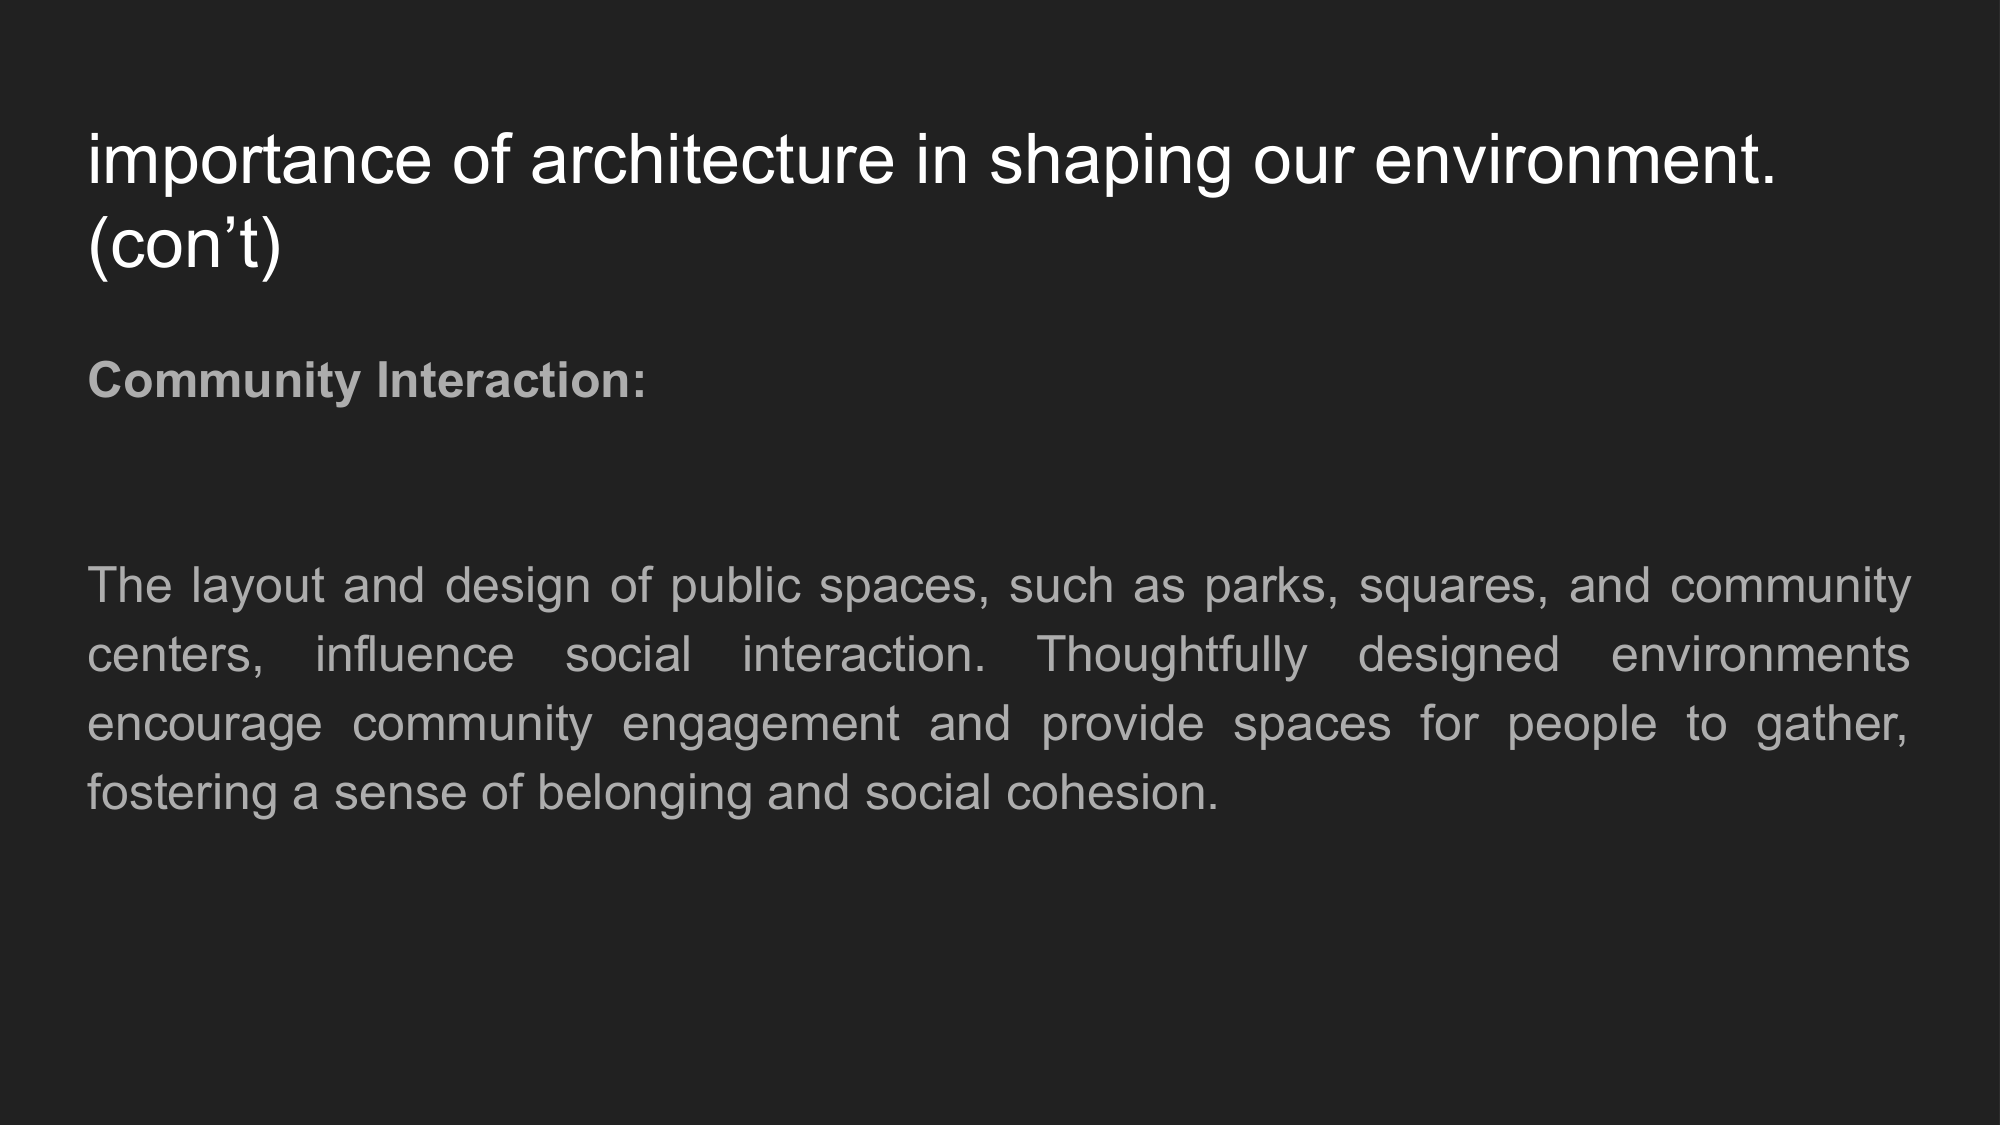 importance of architecture in shaping our environment.
(con’t)
Community Interaction:
The layout and design of public spaces, such as parks, squares, and community
centers, influence social interaction. Thoughtfully designed environments
encourage community engagement and provide spaces for people to gather,
fostering a sense of belonging and social cohesion.